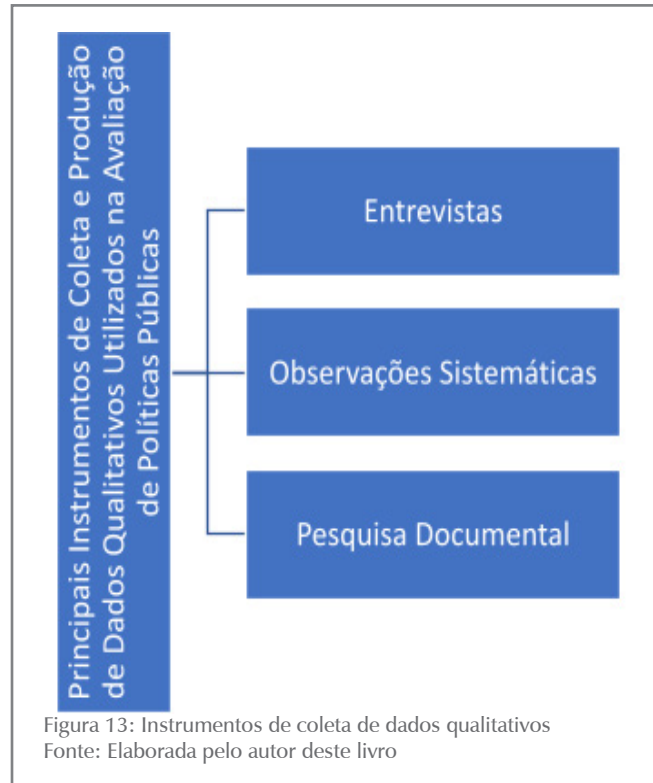 Principais Instrumentos de Coleta e Produção
de Dados Qualitativos Utilizados na Avaliação
de Políticas Públicas
Entrevistas
Observações Sistemáticas
Pesquisa Documental
Figura 13: Instrumentos de coleta de dados qualitativos
Fonte: Elaborada pelo autor deste livro